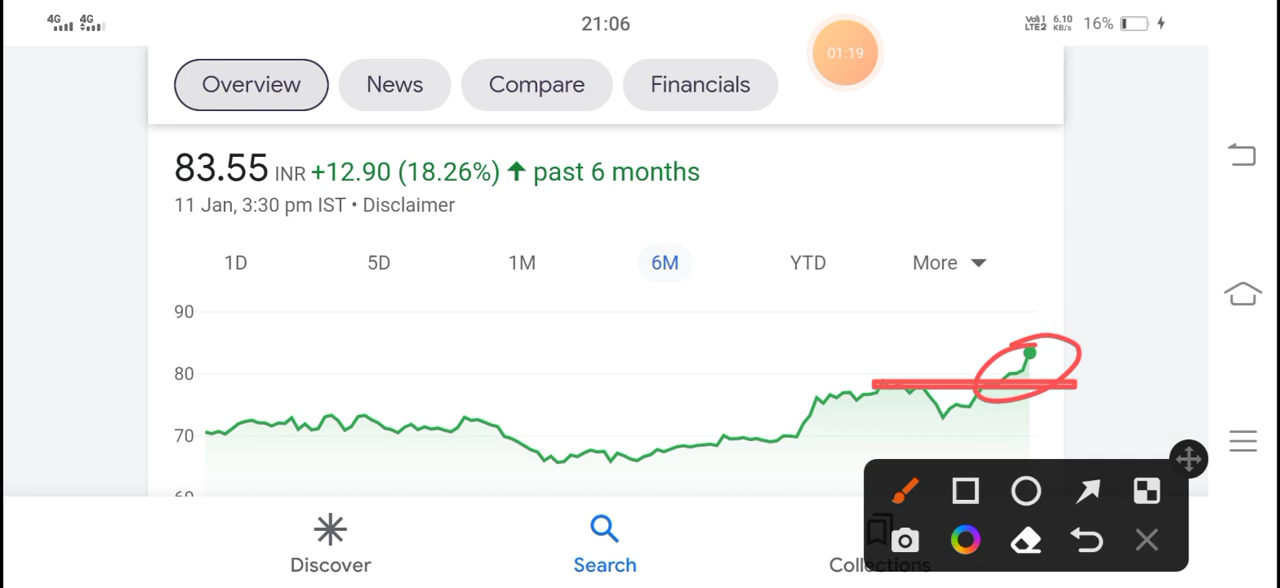 4G 4G 21:06 01:19 Vol) 1 LTE2 6.10 KB/s 16%
Overview News Compare Financials
83.55 INR +12.90 (18.26%) ↑ past 6 months
11 Jan, 3:30 pm IST • Disclaimer
1D 5D 1M 6M YTD More
90
80
70
60
Discover Search Collections